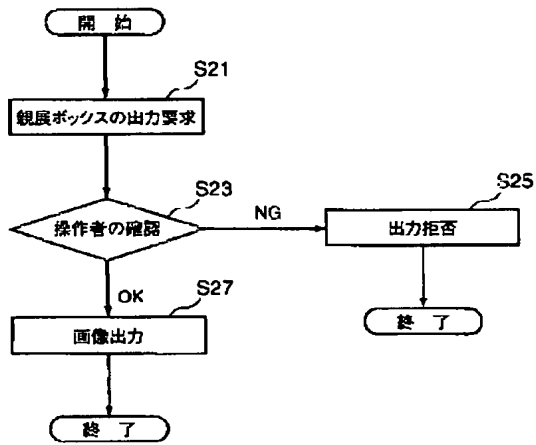 開 始
S21
親展ボックスの出力要求
S23
操作者の確認
NG
S25
出力拒否
OK
S27
画像出力
終 了
終 了